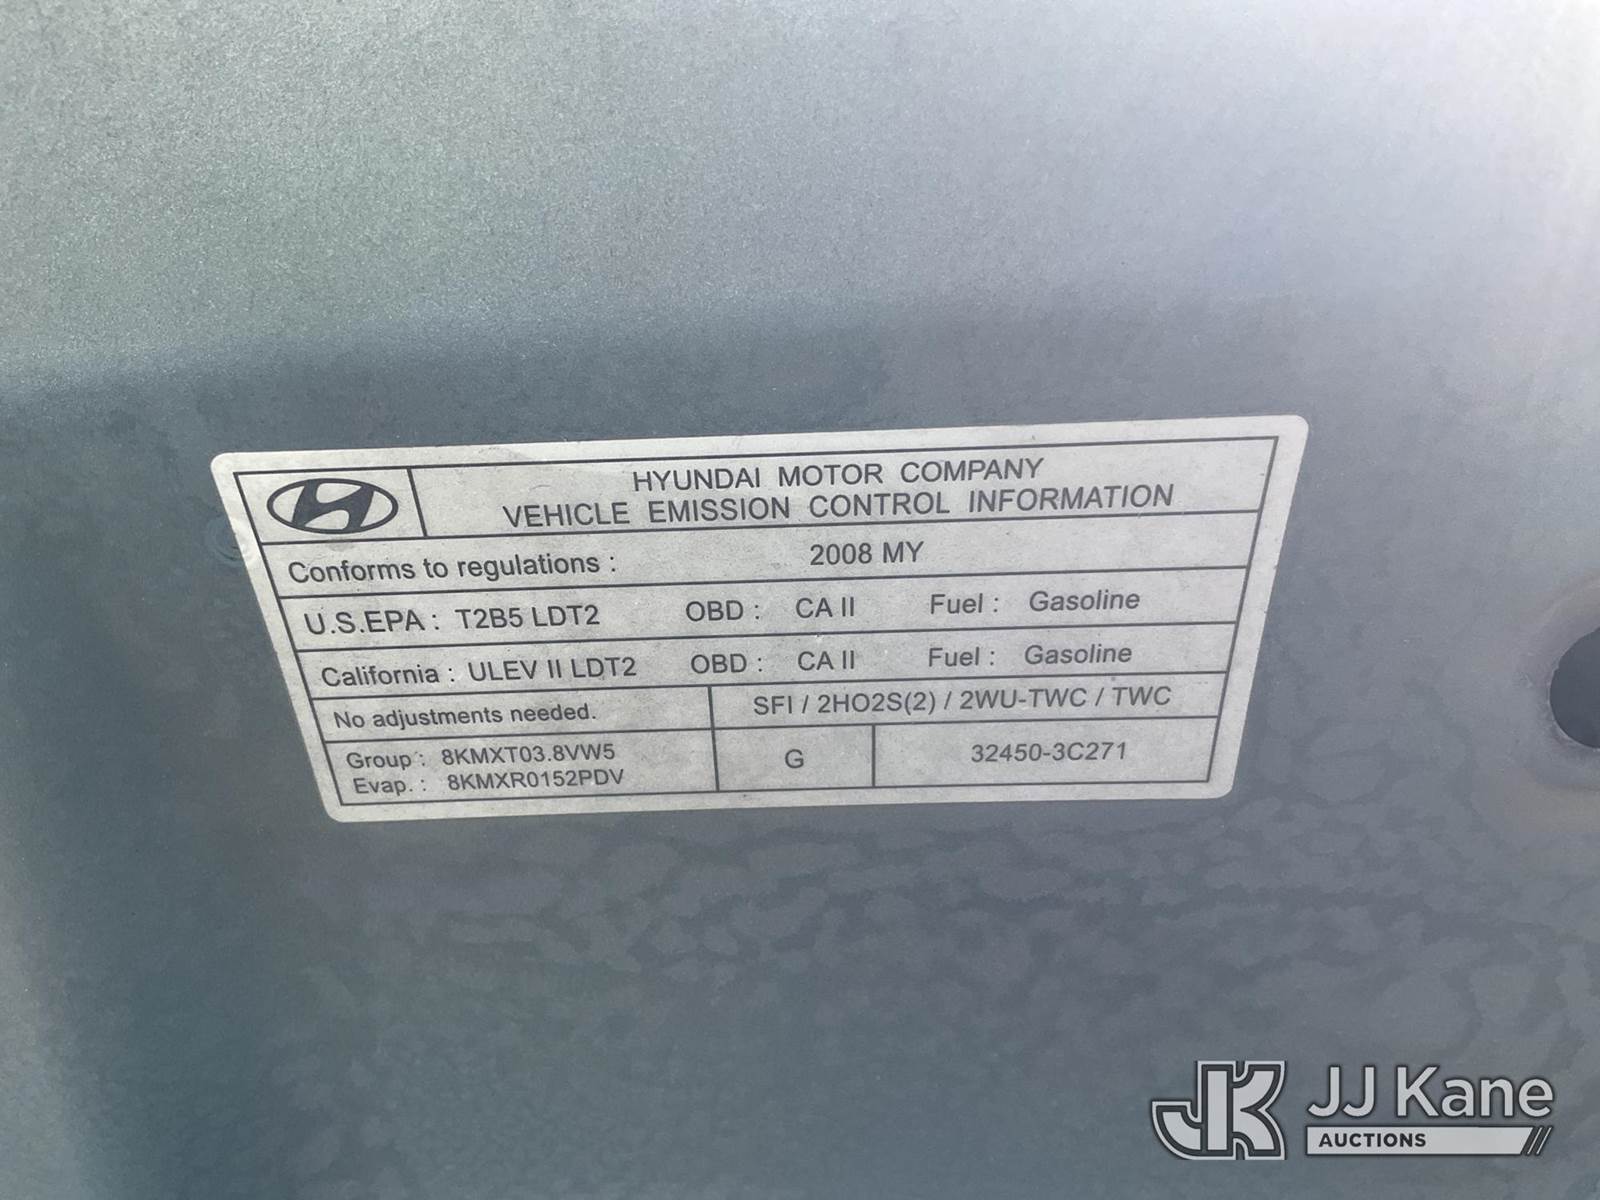 HYUNDAI MOTOR COMPANY
VEHICLE EMISSION CONTROL INFORMATION
Conforms to regulations : 2008 MY
U.S.EPA : T2B5 LDT2 OBD : CA II Fuel : Gasoline
California : ULEV II LDT2 OBD : CA II Fuel : Gasoline
No adjustments needed. SFI / 2HO2S(2) / 2WU-TWC / TWC
Group : 8KMXT03.8VW5
Evap. : 8KMXR0152PDV
G 32450-3C271
JK JJ Kane
AUCTIONS